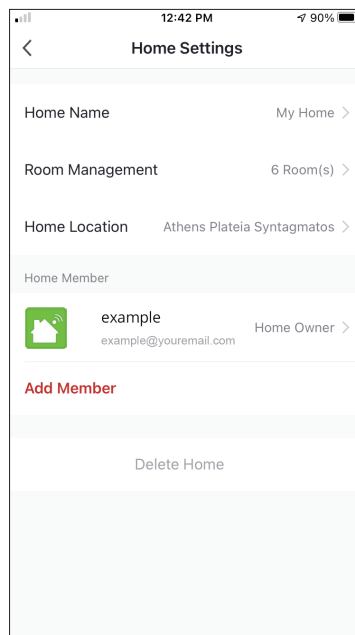 12:42 PM 90%
Home Settings
Home Name My Home
Room Management 6 Room(s)
Home Location Athens Plateia Syntagmatos
Home Member
example
example@youremail.com Home Owner
Add Member
Delete Home